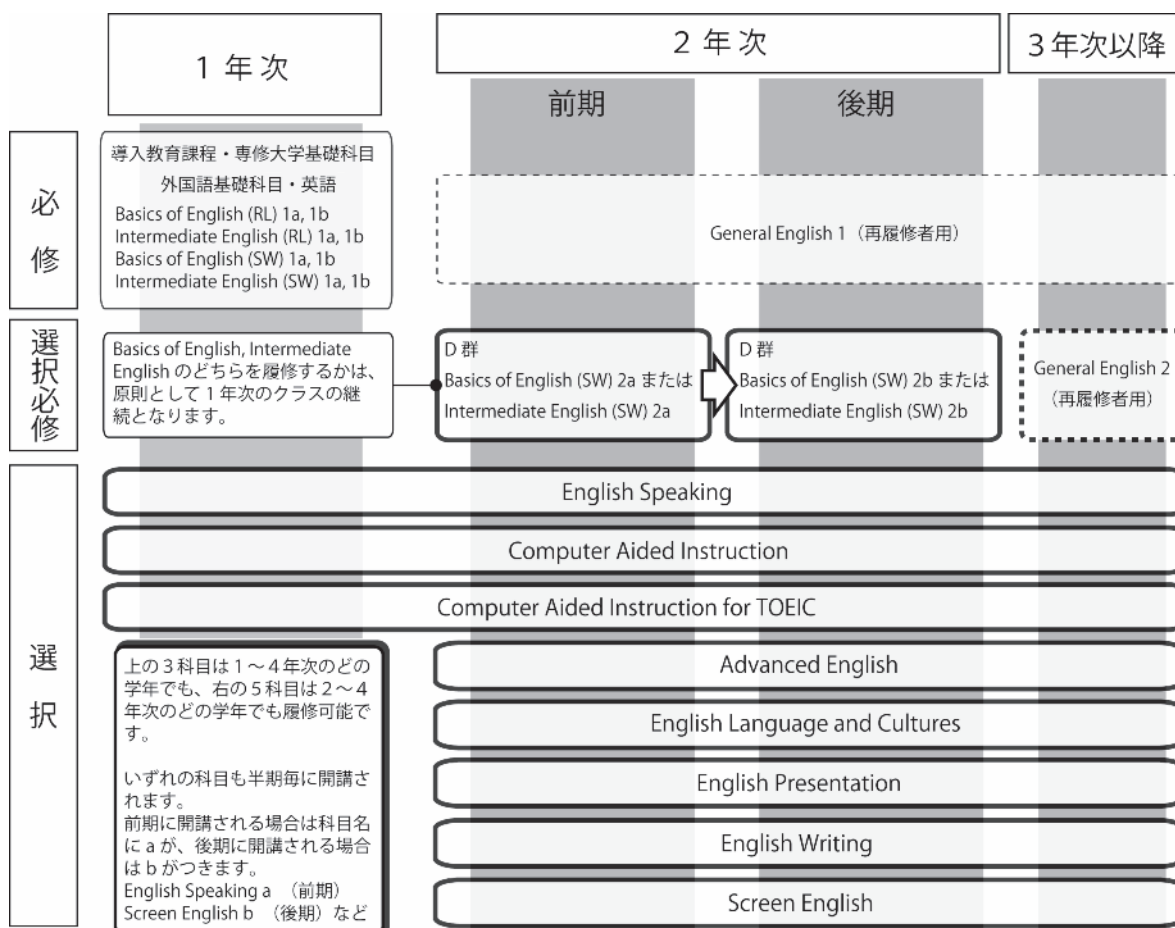 1 年 次
2 年 次
3 年次以降
前期
後期
必修
導入教育課程・専修大学基礎科目
外国語基礎科目・英語
Basics of English (RL) 1a, 1b
Intermediate English (RL) 1a, 1b
Basics of English (SW) 1a, 1b
Intermediate English (SW) 1a, 1b
General English 1（再履修者用）
選択必修
Basics of English, Intermediate
English のどちらを履修するかは、
原則として 1 年次のクラスの継
続となります。
D 群
Basics of English (SW) 2a または
Intermediate English (SW) 2a
D 群
Basics of English (SW) 2b または
Intermediate English (SW) 2b
General English 2
（再履修者用）
選択
English Speaking
Computer Aided Instruction
Computer Aided Instruction for TOEIC
上の３科目は１～４年次のどの
学年でも、右の５科目は２～４
年次のどの学年でも履修可能で
す。
いずれの科目も半期毎に開講さ
れます。
前期に開講される場合は科目名
に a が、後期に開講される場合
は b がつきます。
English Speaking a （前期）
Screen English b （後期）など
Advanced English
English Language and Cultures
English Presentation
English Writing
Screen English